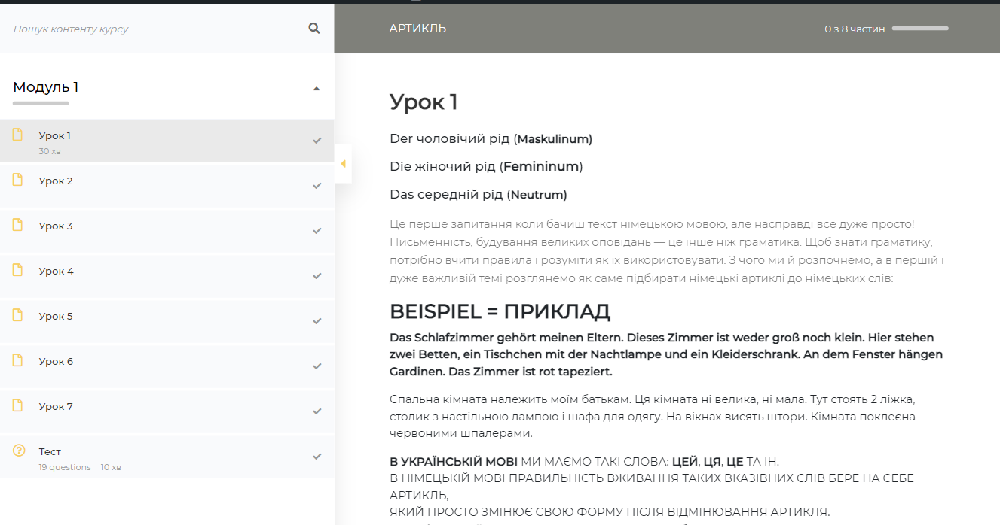 Пошук контенту курсу
АРТИКЛЬ
0 з 8 частин
Модуль 1
Урок 1
30 хв
Урок 2
Урок 3
Урок 4
Урок 5
Урок 6
Урок 7
Тест
19 questions 10 хв
Урок 1
Der чоловічий рід (Maskulinum)
Die жіночий рід (Femininum)
Das середній рід (Neutrum)
Це перше запитання коли бачиш текст німецькою мовою, але насправді все дуже просто!
Письменність, будування великих оповідань — це інше ніж граматика. Щоб знати граматику,
потрібно вчити правила і розуміти як їх використовувати. З чого ми й розпочнемо, а в першій і
дуже важливій темі розглянемо як саме підбирати німецькі артиклі до німецьких слів:
BEISPIEL = ПРИКЛАД
Das Schlafzimmer gehört meinen Eltern. Dieses Zimmer ist weder groß noch klein. Hier stehen
zwei Betten, ein Tischchen mit der Nachtlampe und ein Kleiderschrank. An dem Fenster hängen
Gardinen. Das Zimmer ist rot tapeziert.
Спальна кімната належить моїм батькам. Ця кімната ні велика, ні мала. Тут стоять 2 ліжка,
столик з настільною лампою і шафа для одягу. На вікнах висять штори. Кімната поклеєна
червоними шпалерами.
В УКРАЇНСЬКІЙ МОВІ МИ МАЄМО ТАКІ СЛОВА: ЦЕЙ, ЦЯ, ЦЕ ТА ІН.
В НІМЕЦЬКІЙ МОВІ ПРАВИЛЬНІСТЬ ВЖИВАННЯ ТАКИХ ВКАЗІВНИХ СЛІВ БЕРЕ НА СЕБЕ
АРТИКЛЬ,
ЯКИЙ ПРОСТО ЗМІНЮЄ СВОЮ ФОРМУ ПІСЛЯ ВІДМІНЮВАННЯ АРТИКЛЯ.